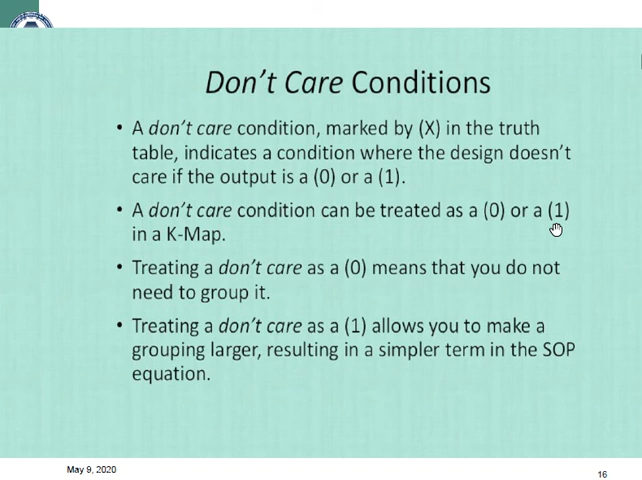 Don't Care Conditions
• A don't care condition, marked by (X) in the truth
table, indicates a condition where the design doesn't
care if the output is a (0) or a (1).
• A don't care condition can be treated as a (0) or a (1)
in a K-Map.
• Treating a don't care as a (0) means that you do not
need to group it.
• Treating a don't care as a (1) allows you to make a
grouping larger, resulting in a simpler term in the SOP
equation.
May 9, 2020
16